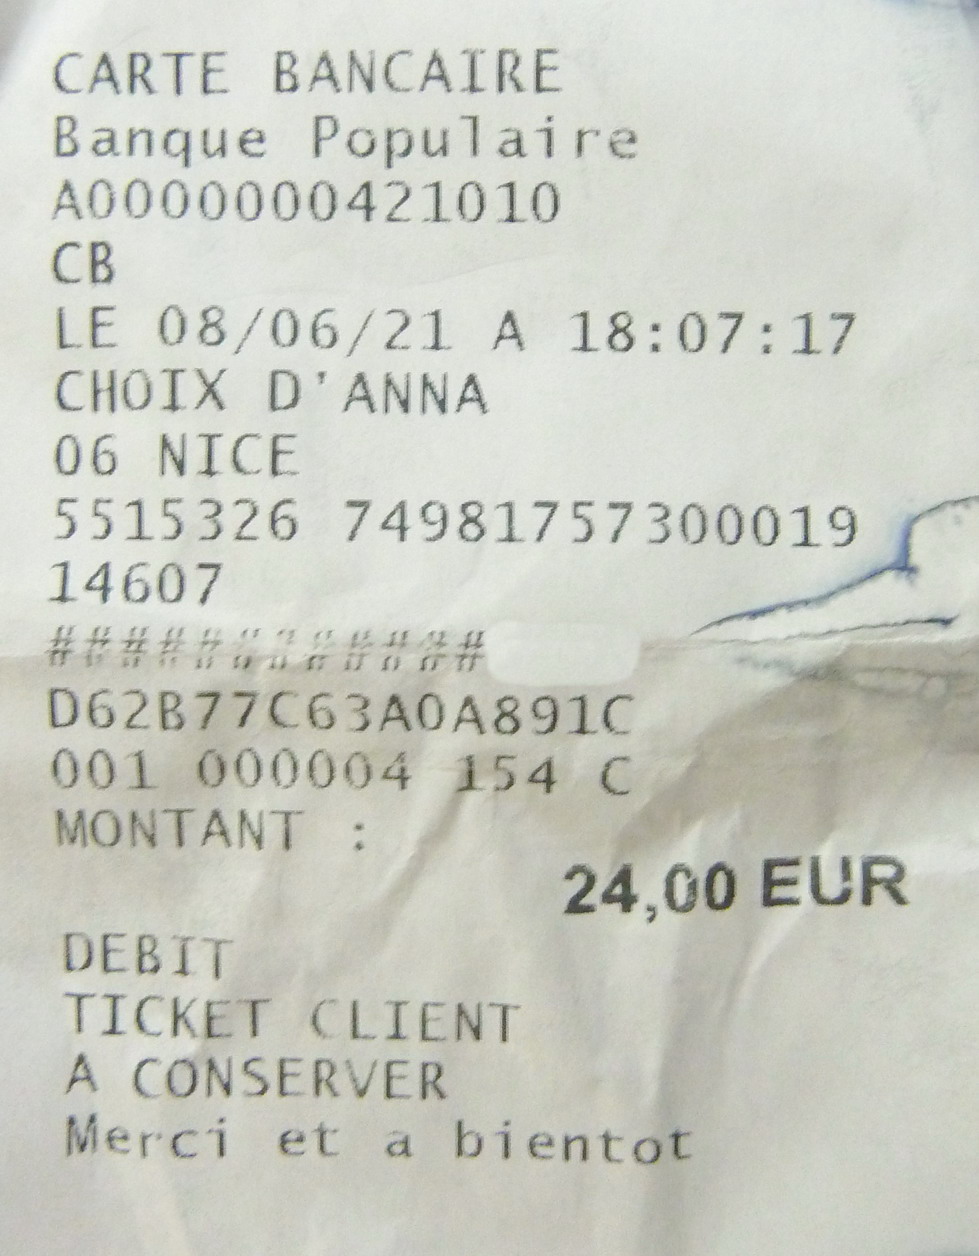 CARTE BANCAIRE
Banque Populaire
A0000000421010
CB
LE 08/06/21 A 18:07:17
CHOIX D'ANNA
06 NICE
5515326 74981757300019
14607
############
D62B77C63A0A891C
001 000004 154 C
MONTANT :
24,00 EUR
DEBIT
TICKET CLIENT
A CONSERVER
Merci et a bientot